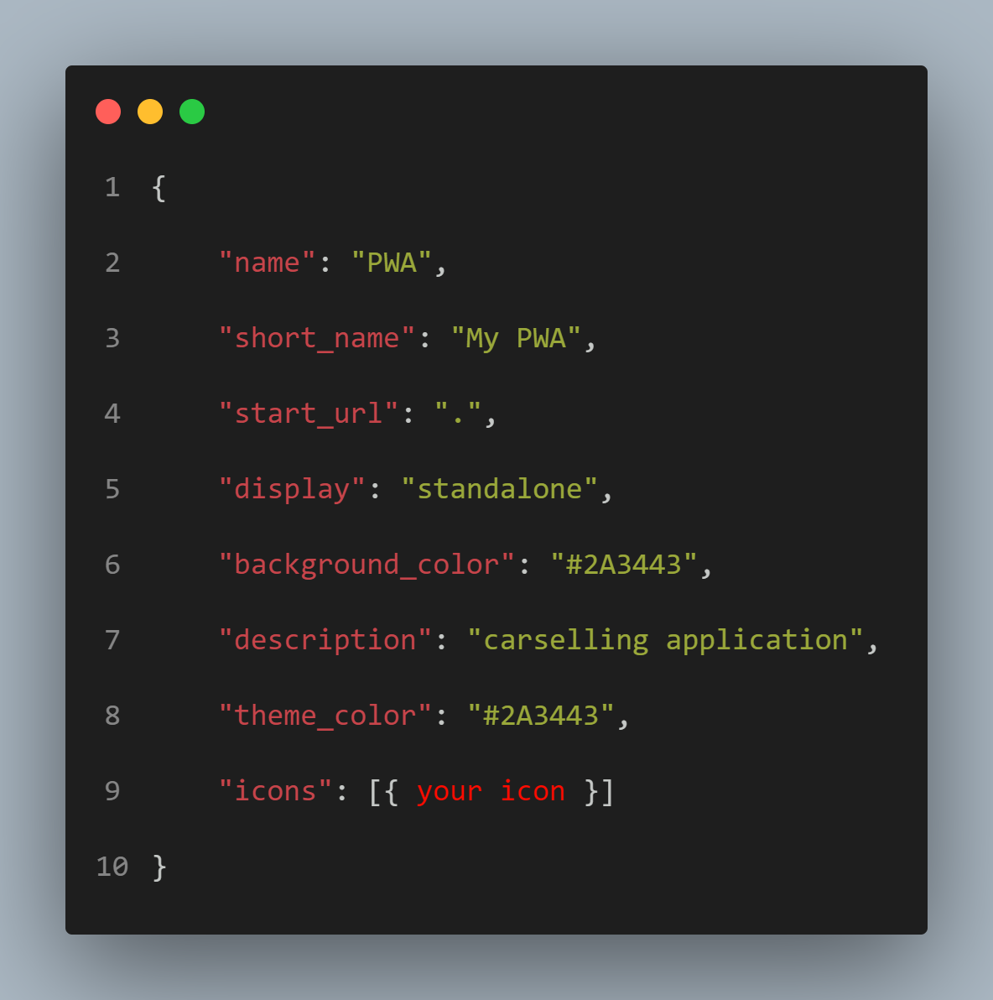 1 {
2 "name": "PWA",
3 "short_name": "My PWA",
4 "start_url": ".",
5 "display": "standalone",
6 "background_color": "#2A3443",
7 "description": "carselling application",
8 "theme_color": "#2A3443",
9 "icons": [{ your icon }]
10 }